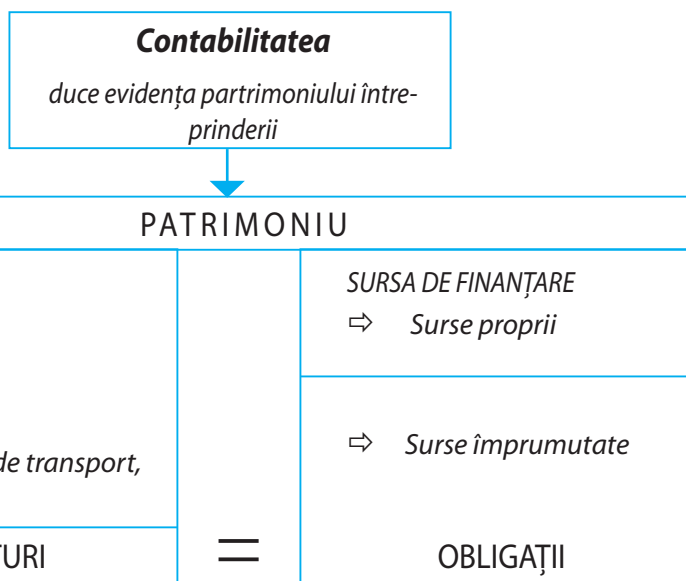 Contabilitatea
duce evidența partrimoniului între-
prinderii
PATRIMONIU
SURSA DE FINANȚARE
⇨ Surse proprii
⇨ Surse împrumutate
de transport,
TURI = OBLIGAȚII